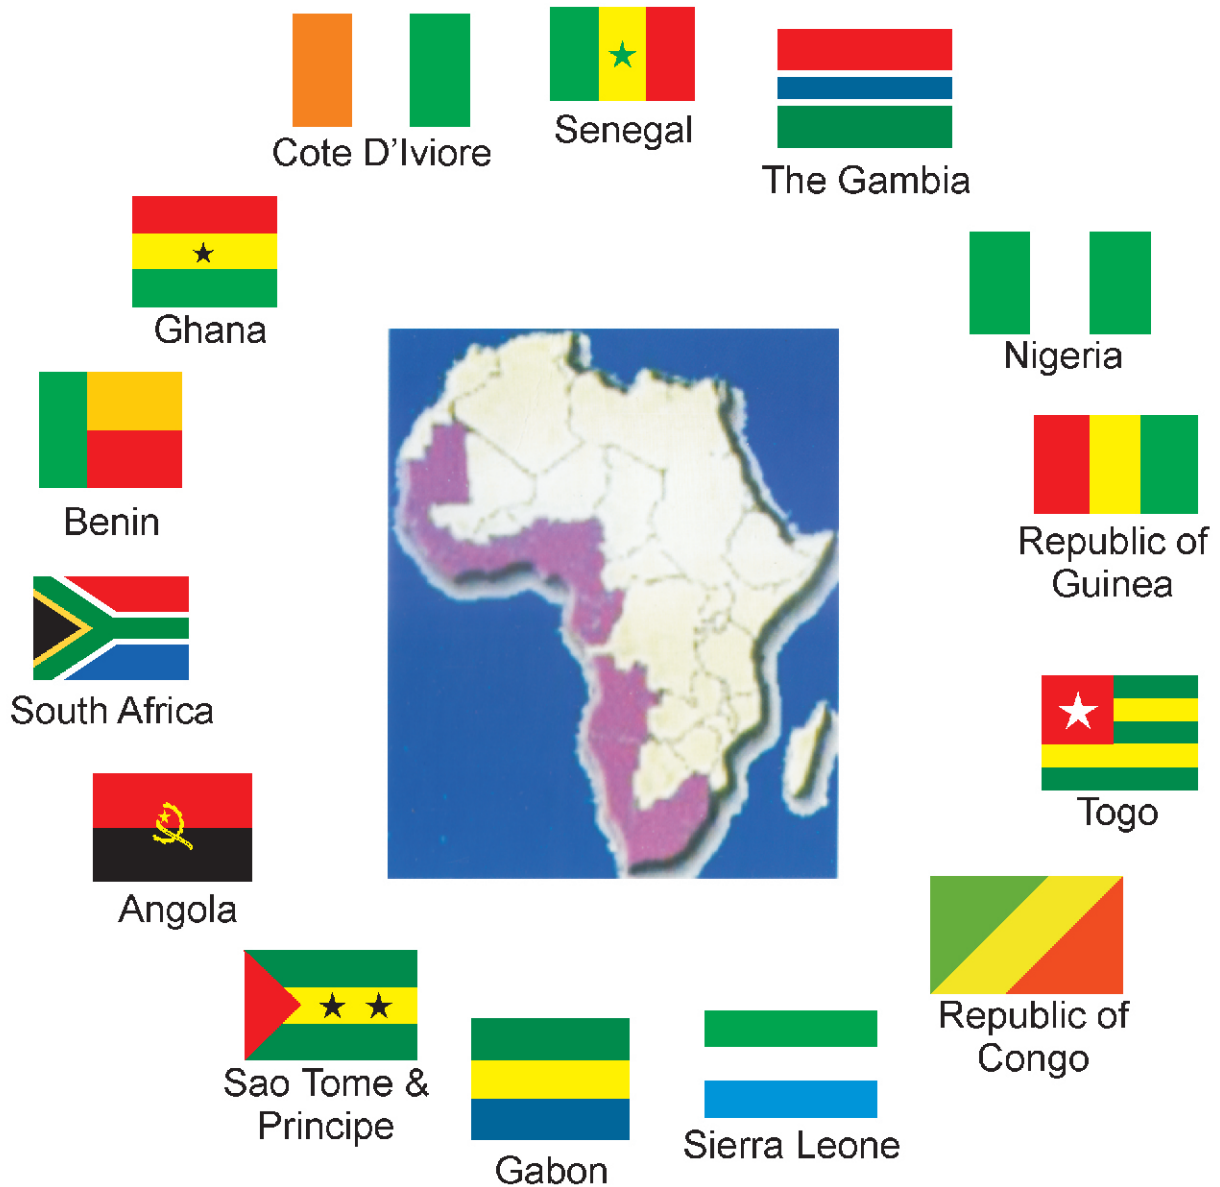 Cote D'Iviore
Senegal
The Gambia
Ghana
Nigeria
Benin
Republic of
Guinea
South Africa
Togo
Angola
Republic of
Congo
Sao Tome &
Principe
Sierra Leone
Gabon